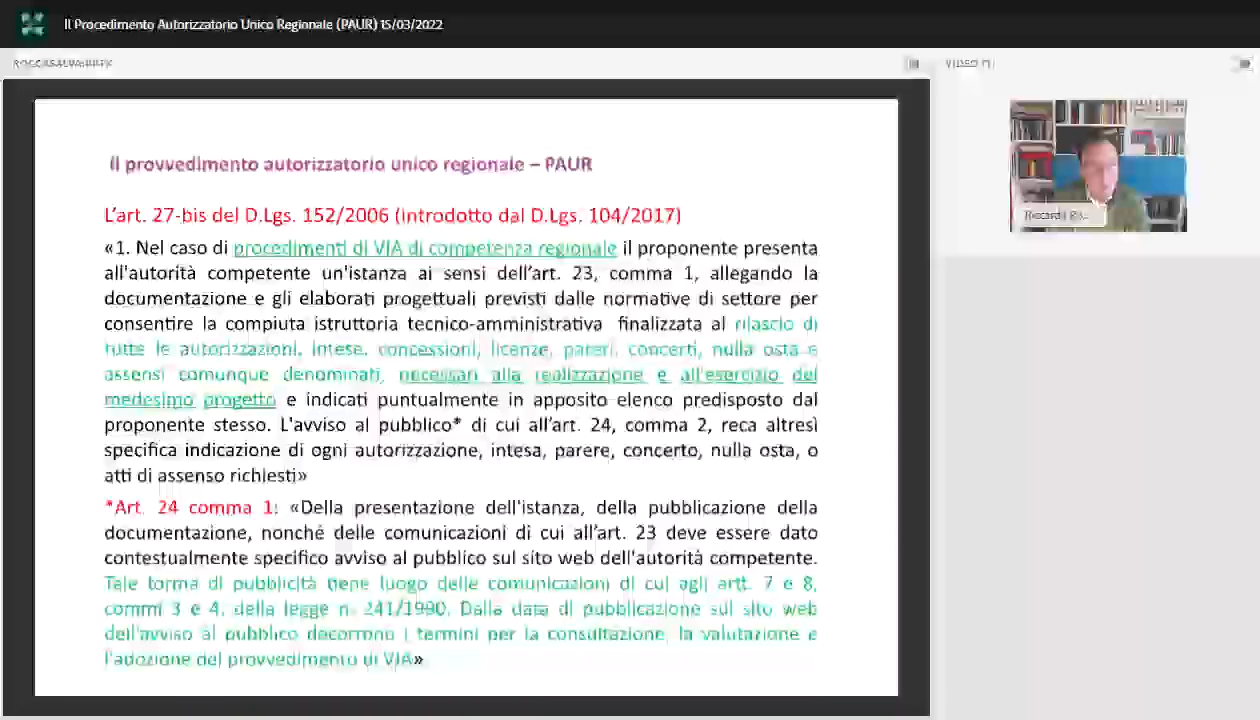 Il Procedimento Autorizzatorio Unico Regionale (PAUR) 15/03/2022
Il provvedimento autorizzatorio unico regionale – PAUR
L'art. 27-bis del D.Lgs. 152/2006 (introdotto dal D.Lgs. 104/2017)
«1. Nel caso di procedimenti di VIA di competenza regionale il proponente presenta
all'autorità competente un'istanza ai sensi dell'art. 23, comma 1, allegando la
documentazione e gli elaborati progettuali previsti dalle normative di settore per
consentire la compiuta istruttoria tecnico-amministrativa finalizzata al rilascio di
tutte le autorizzazioni, intese, concessioni, licenze, pareri, concerti, nulla osta e
assensi comunque denominati, necessari alla realizzazione e all'esercizio del
medesimo progetto e indicati puntualmente in apposito elenco predisposto dal
proponente stesso. L'avviso al pubblico* di cui all'art. 24, comma 2, reca altresì
specifica indicazione di ogni autorizzazione, intesa, parere, concerto, nulla osta, o
atti di assenso richiesti»
*Art. 24 comma 1: «Della presentazione dell'istanza, della pubblicazione della
documentazione, nonché delle comunicazioni di cui all'art. 23 deve essere dato
contestualmente specifico avviso al pubblico sul sito web dell'autorità competente.
Tale forma di pubblicità tiene luogo delle comunicazioni di cui agli artt. 7 e 8,
commi 3 e 4, della legge n. 241/1990. Dalla data di pubblicazione sul sito web
dell'avviso al pubblico decorrono i termini per la consultazione, la valutazione e
l'adozione del provvedimento di VIA»
VIDEO
Riccardo